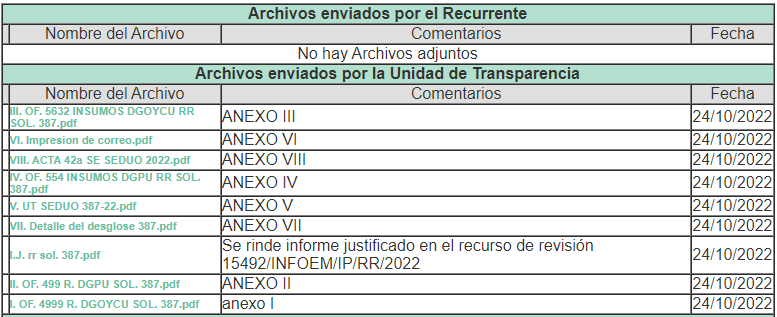 Archivos enviados por el Recurrente
Nombre del Archivo Comentarios Fecha
No hay Archivos adjuntos
Archivos enviados por la Unidad de Transparencia
Nombre del Archivo Comentarios Fecha
III. OF. 5632 INSUMOS DGOYCU RR
SOL. 387.pdf ANEXO III 24/10/2022
VI. Impresion de correo.pdf ANEXO VI 24/10/2022
VIII. ACTA 42a SE SEDUO 2022.pdf ANEXO VIII 24/10/2022
IV. OF. 554 INSUMOS DGPU RR SOL.
387.pdf ANEXO IV 24/10/2022
V. UT SEDUO 387-22.pdf ANEXO V 24/10/2022
VII. Detalle del desglose 387.pdf ANEXO VII 24/10/2022
I.J. rr sol. 387.pdf Se rinde informe justificado en el recurso de revisión
15492/INFOEM/IP/RR/2022 24/10/2022
II. OF. 499 R. DGPU SOL. 387.pdf ANEXO II 24/10/2022
I. OF. 4999 R. DGOYCU SOL. 387.pdf anexo I 24/10/2022